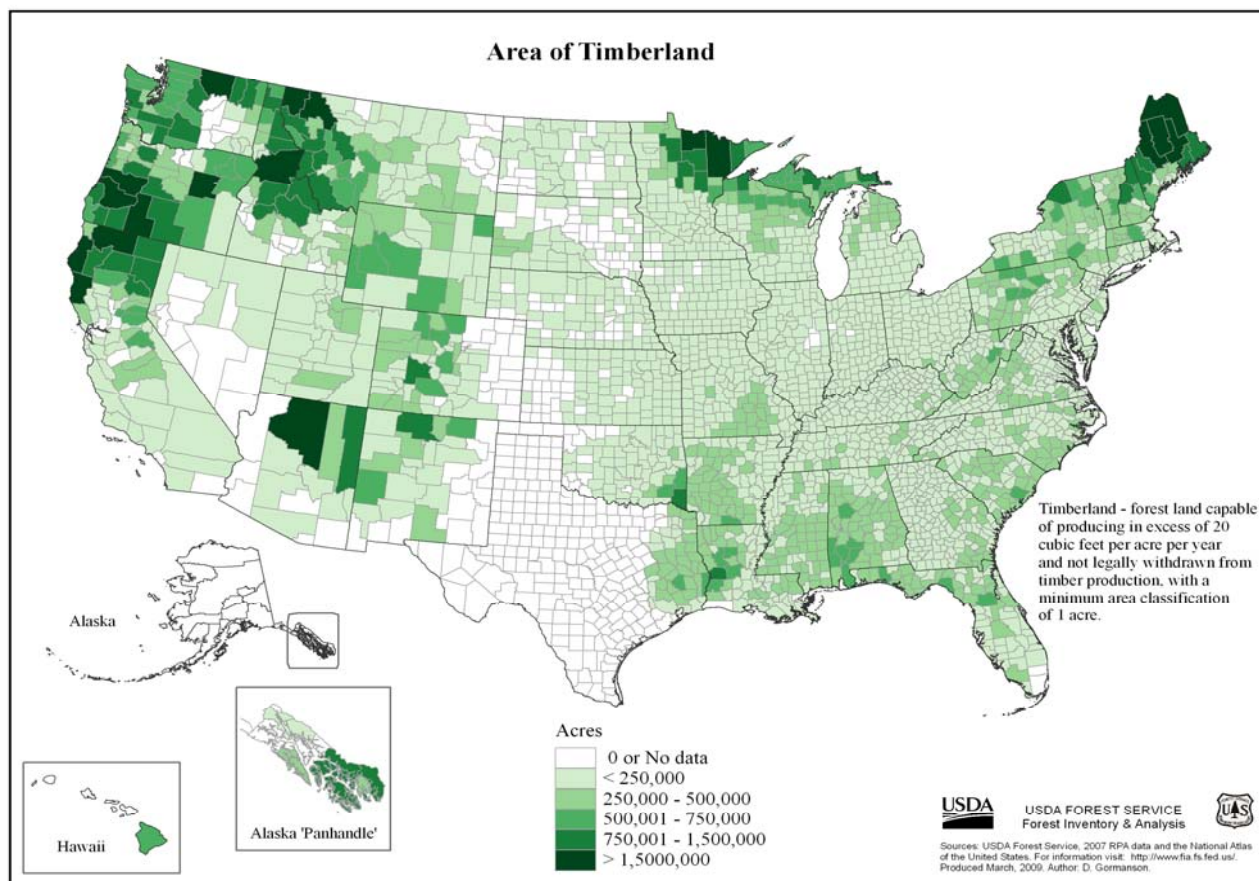 Area of Timberland
Timberland - forest land capable
of producing in excess of 20
cubic feet per acre per year
and not legally withdrawn from
timber production, with a
minimum area classification
of 1 acre.
Alaska
Alaska 'Panhandle'
Hawaii
Acres
0 or No data
< 250,000
250,000 - 500,000
500,001 - 750,000
750,001 - 1,500,000
> 1,5000,000
USDA
USDA FOREST SERVICE
Forest Inventory & Analysis
U S
Sources: USDA Forest Service, 2007 RPA data and the National Atlas
of the United States. For information visit: http://www.fia.fs.fed.us/.
Produced March, 2009. Author: D. Gormanson.